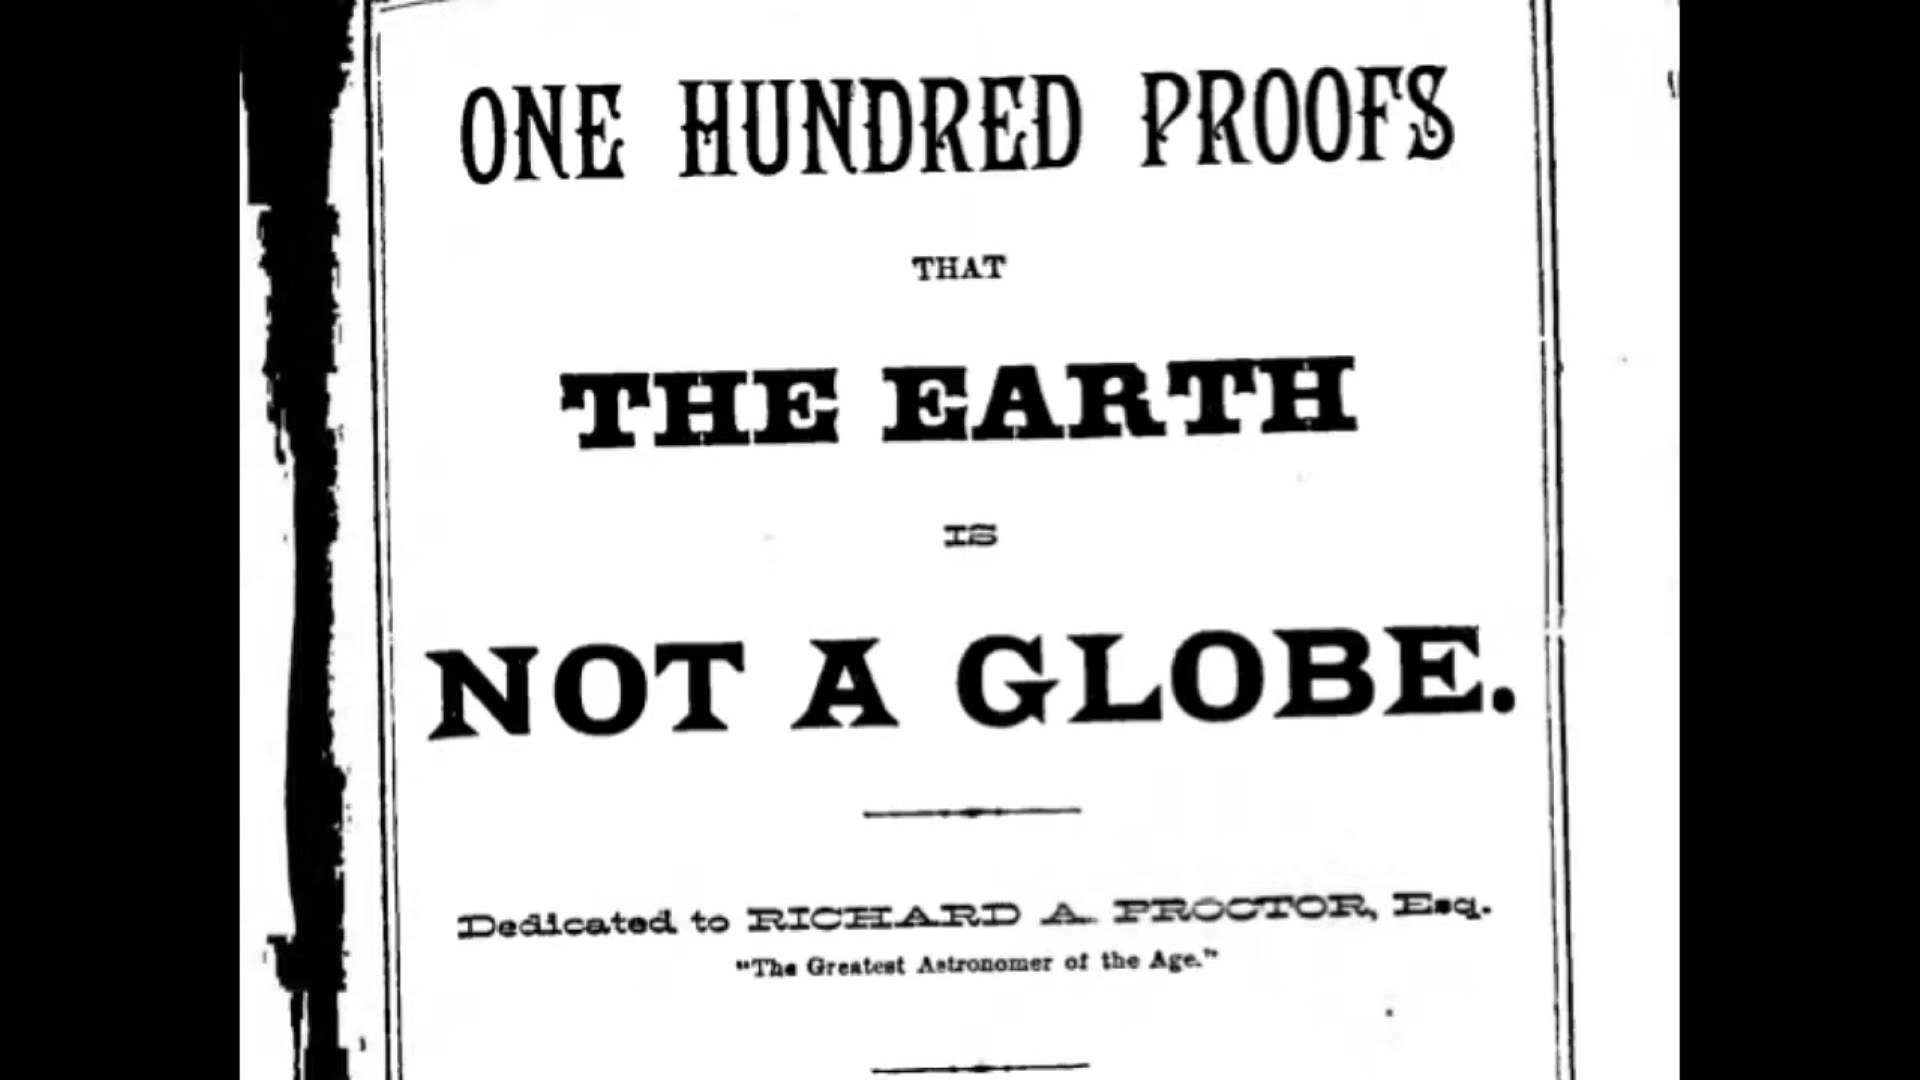 ONE HUNDRED PROOFS
THAT
THE EARTH
IS
NOT A GLOBE.
Dedicated to RICHARD A. PROCTOR, Esq.
"The Greatest Astronomer of the Age."